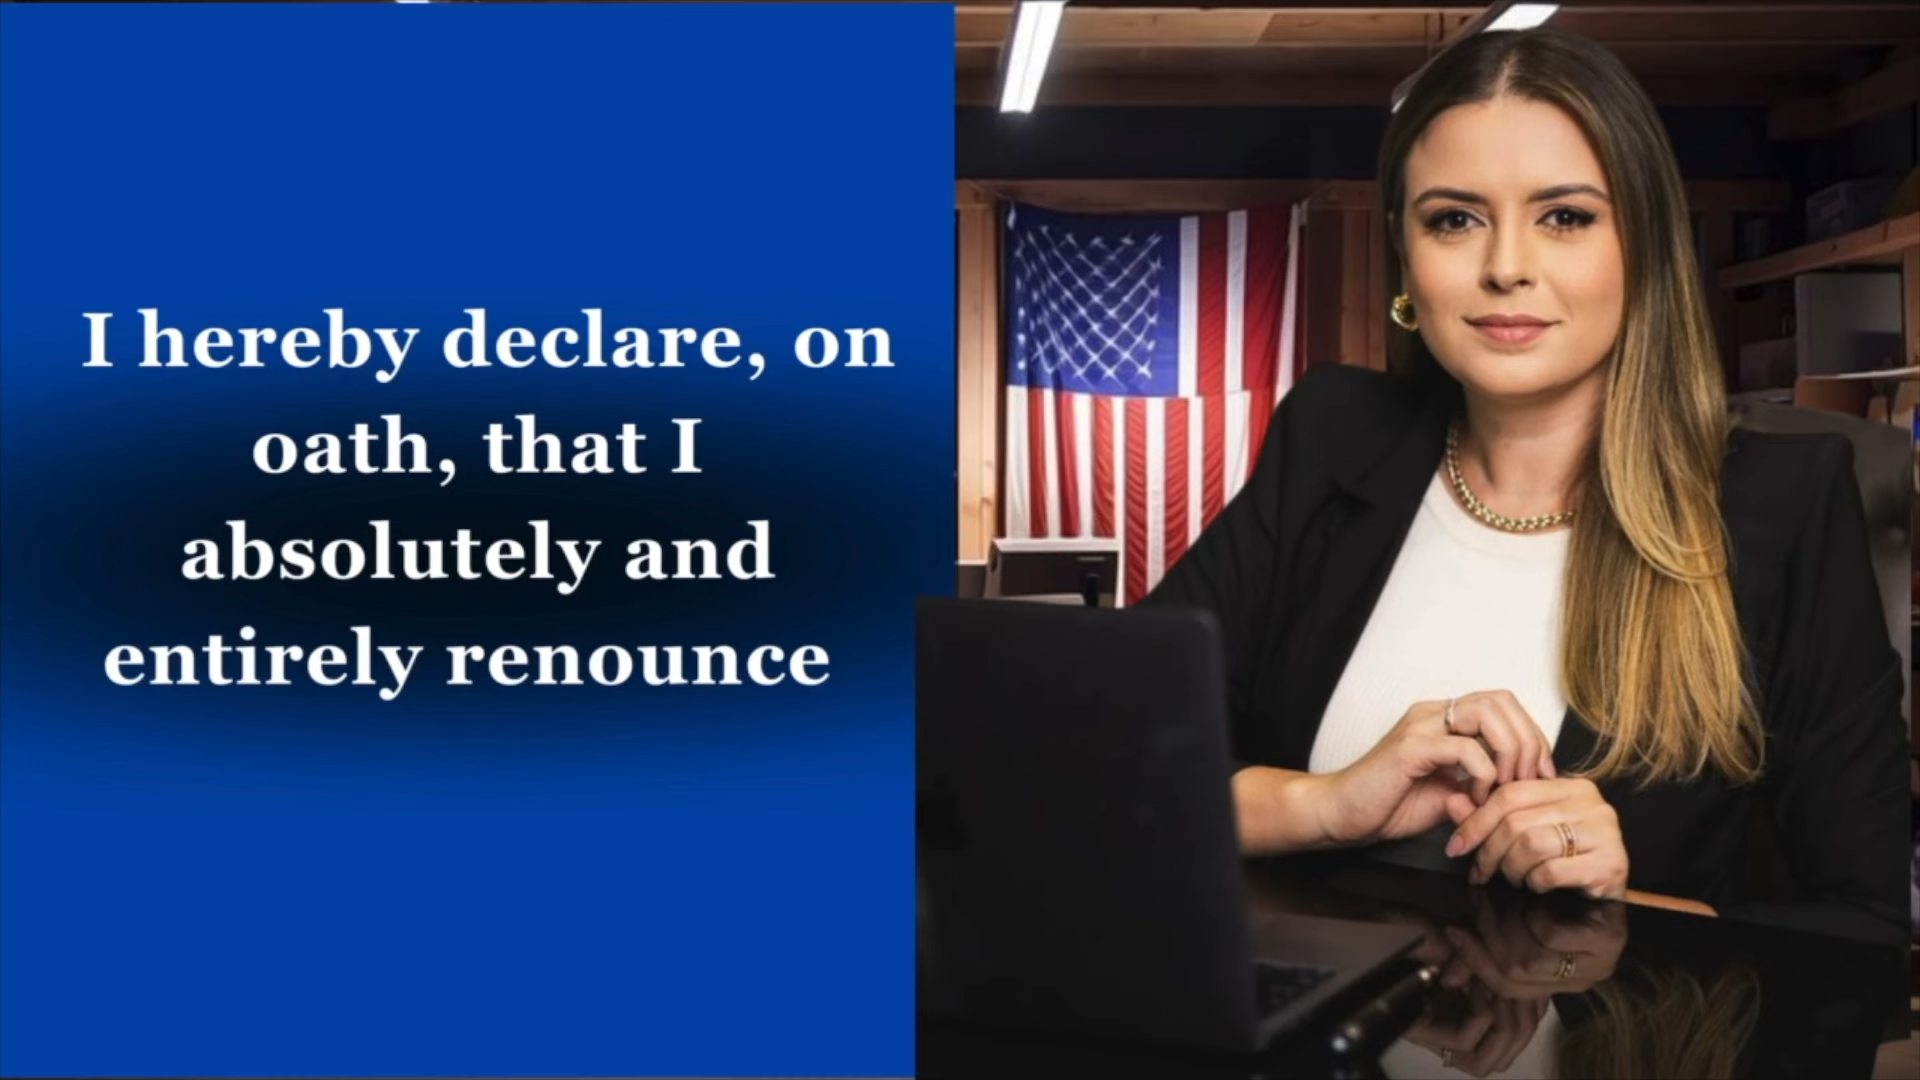 I hereby declare, on
oath, that I
absolutely and
entirely renounce